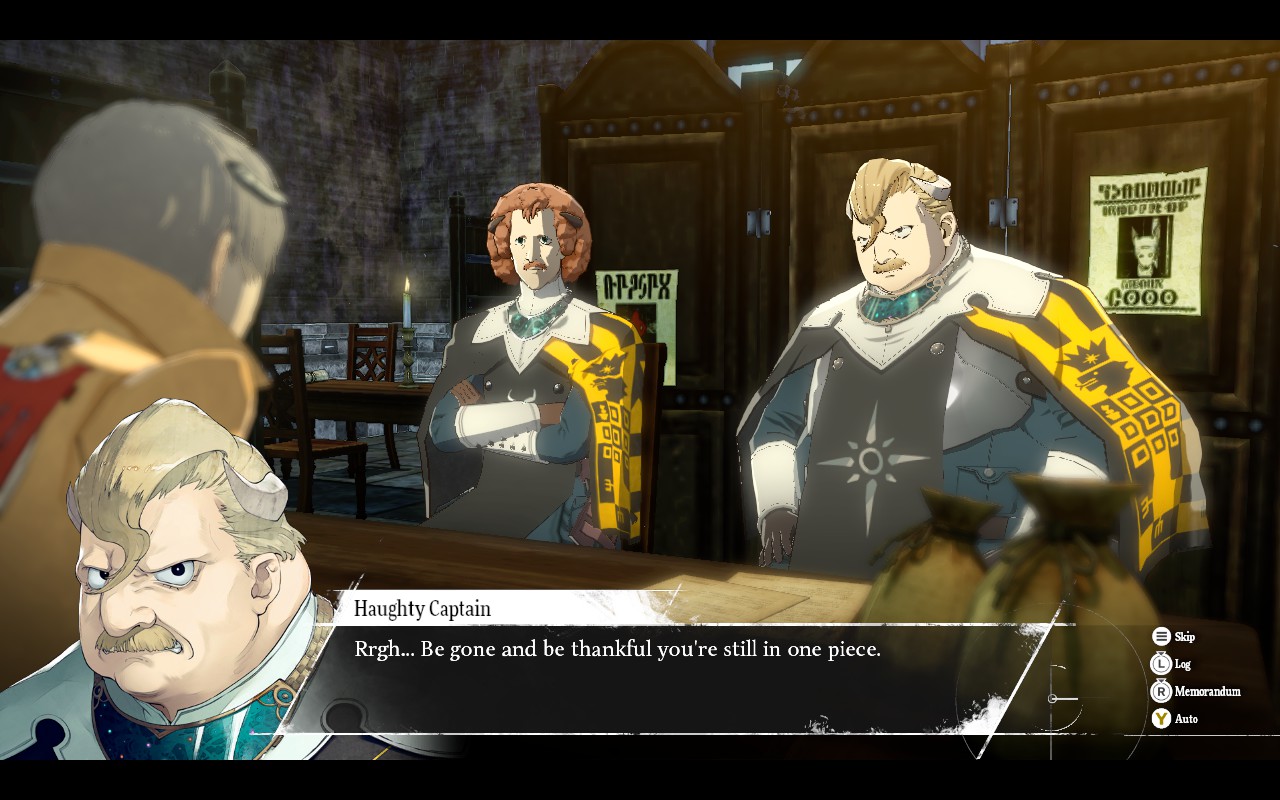 Haughty Captain
Rrgh... Be gone and be thankful you're still in one piece.
Skip
L Log
R Memorandum
Y Auto